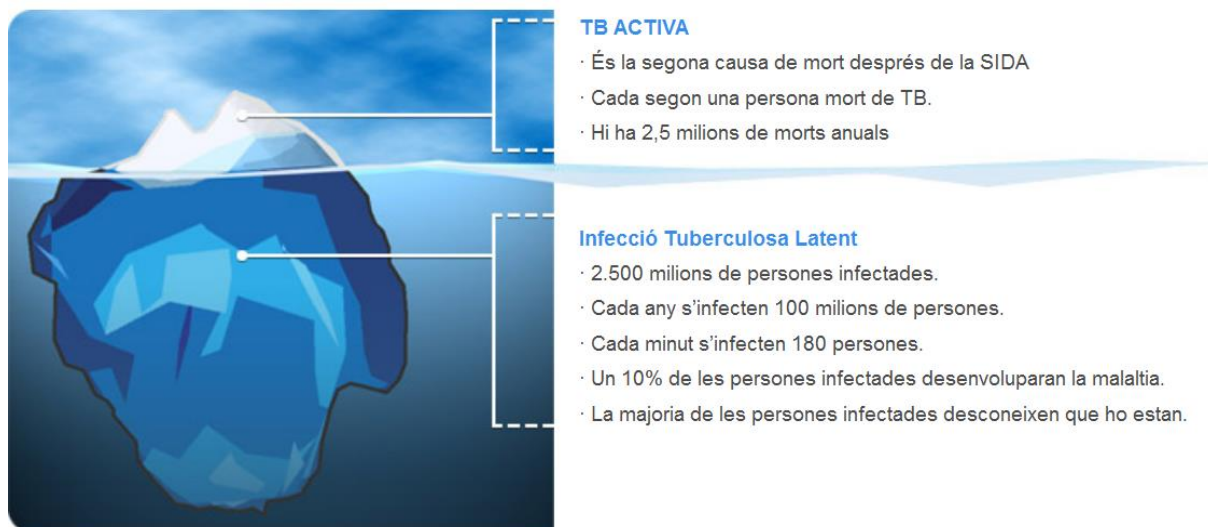 TB ACTIVA
· És la segona causa de mort després de la SIDA
· Cada segon una persona mort de TB.
· Hi ha 2,5 milions de morts anuals
Infecció Tuberculosa Latent
· 2.500 milions de persones infectades.
· Cada any s’infecten 100 milions de persones.
· Cada minut s’infecten 180 persones.
· Un 10% de les persones infectades desenvoluparan la malaltia.
· La majoria de les persones infectades desconeixen que ho estan.